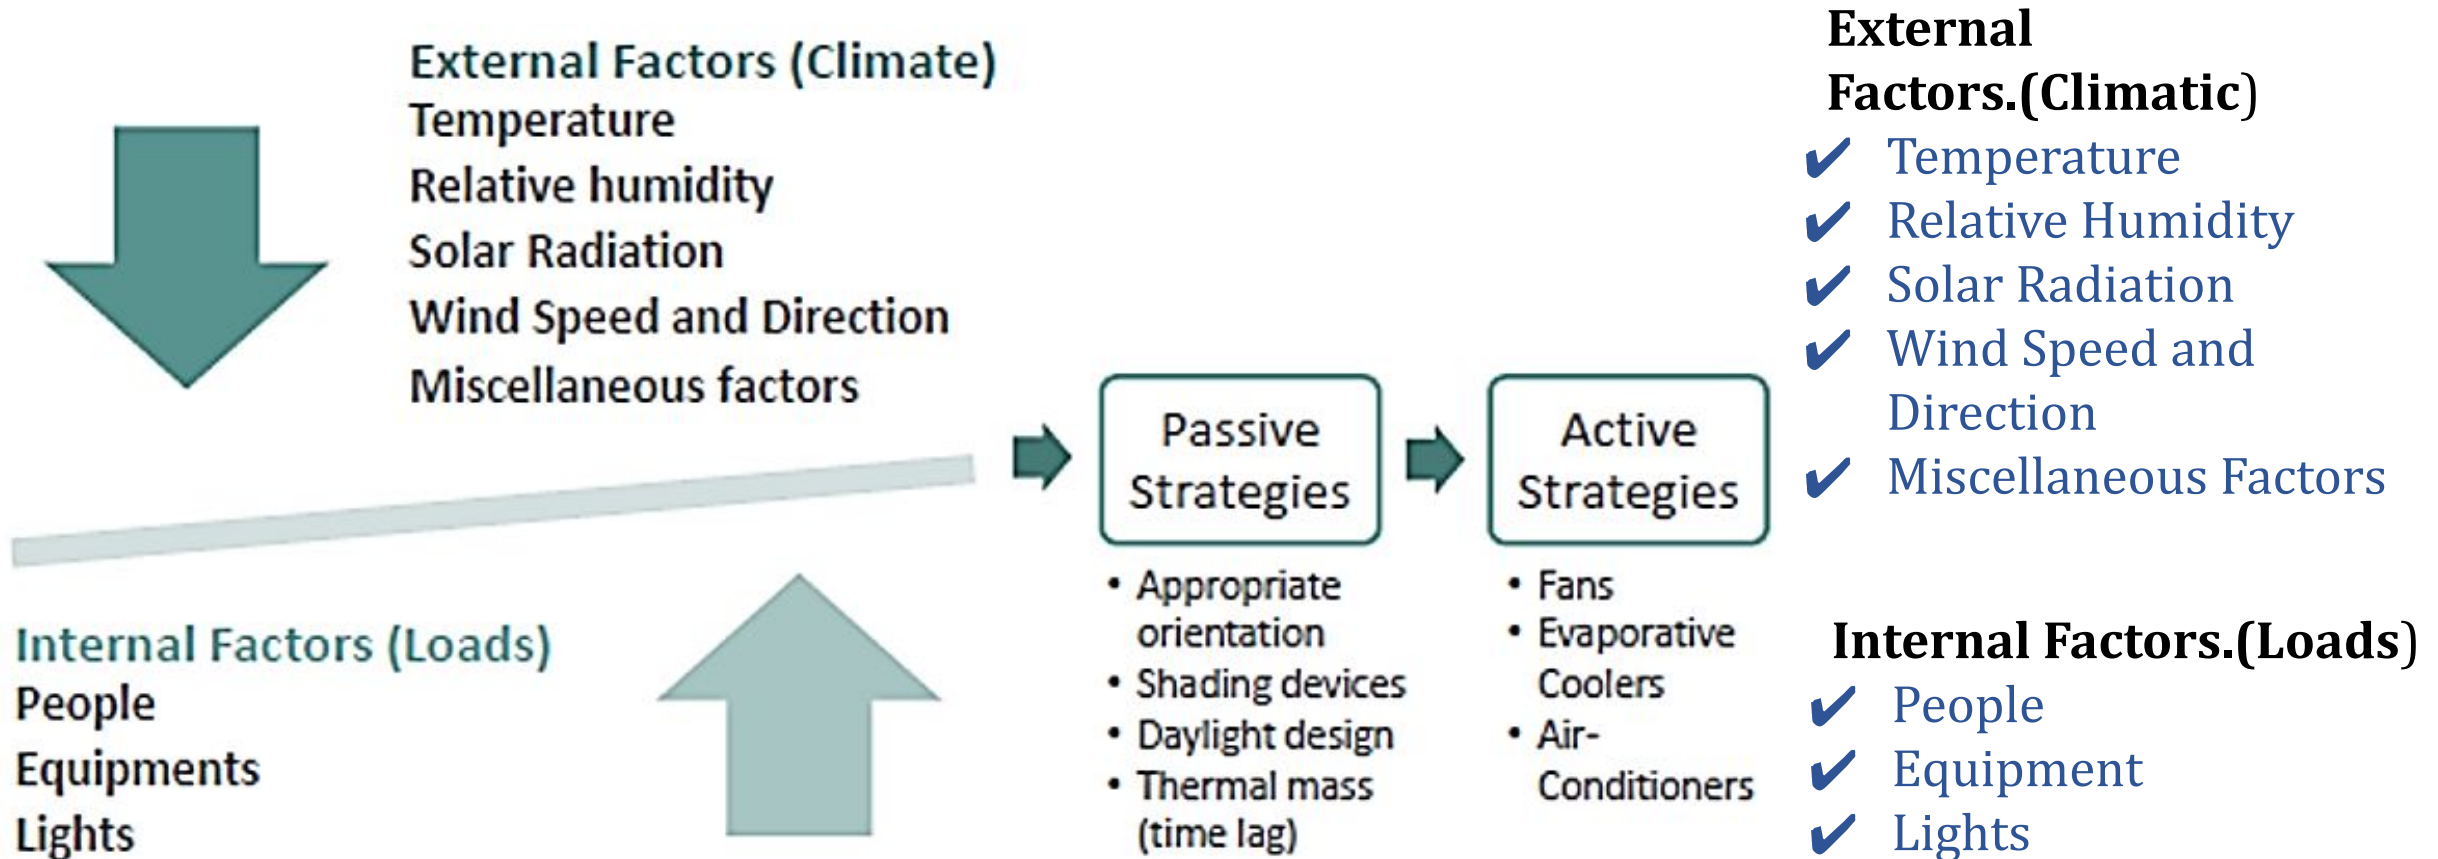 External Factors (Climate)
Temperature
Relative humidity
Solar Radiation
Wind Speed and Direction
Miscellaneous factors
Internal Factors (Loads)
People
Equipments
Lights
Passive
Strategies
• Appropriate
orientation
• Shading devices
• Daylight design
• Thermal mass
(time lag)
Active
Strategies
• Fans
• Evaporative
Coolers
• Air-
Conditioners
External
Factors.(Climatic)
✔ Temperature
✔ Relative Humidity
✔ Solar Radiation
✔ Wind Speed and
Direction
✔ Miscellaneous Factors
Internal Factors.(Loads)
✔ People
✔ Equipment
✔ Lights